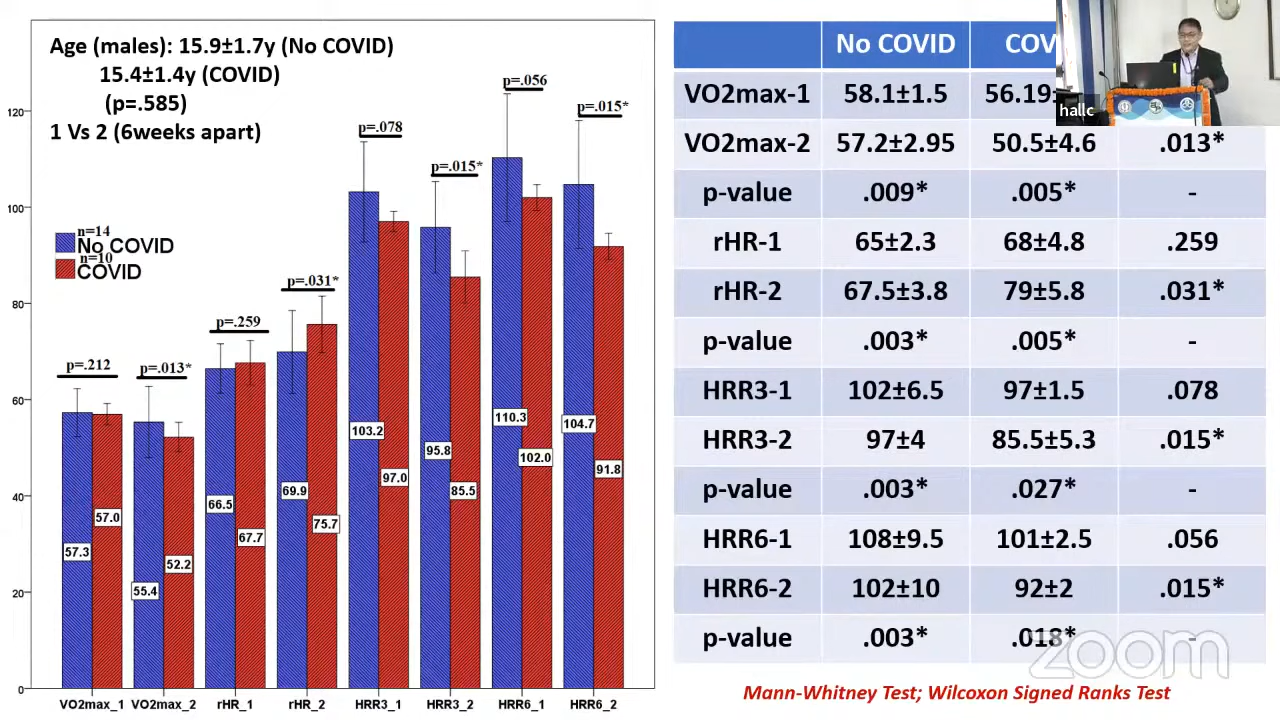 Age (males): 15.9±1.7y (No COVID)
15.4±1.4y (COVID)
(p=.585)
1 Vs 2 (6weeks apart)
n=14
No COVID
n=10
COVID
120
100
80
60
40
20
0
p=.212
p=.013*
p=.259
p=.031*
p=.078
p=.015*
p=.056
p=.015*
57.3
57.0
55.4
52.2
66.5
67.7
69.9
75.7
103.2
97.0
95.8
85.5
110.3
102.0
104.7
91.8
VO2max_1 VO2max_2 rHR_1 rHR_2 HRR3_1 HRR3_2 HRR6_1 HRR6_2
No COVID COV
VO2max-1 58.1±1.5 56.19
VO2max-2 57.2±2.95 50.5±4.6 .013*
p-value .009* .005* -
rHR-1 65±2.3 68±4.8 .259
rHR-2 67.5±3.8 79±5.8 .031*
p-value .003* .005* -
HRR3-1 102±6.5 97±1.5 .078
HRR3-2 97±4 85.5±5.3 .015*
p-value .003* .027* -
HRR6-1 108±9.5 101±2.5 .056
HRR6-2 102±10 92±2 .015*
p-value .003* .018* -
Mann-Whitney Test; Wilcoxon Signed Ranks Test
hallc
zoom